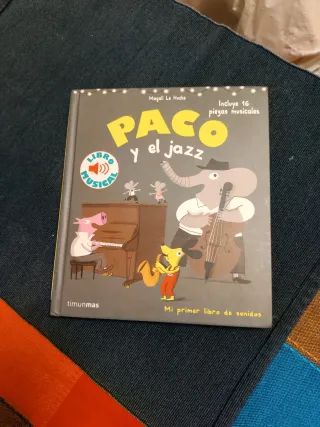 Magali Le Huche
Incluye 16
piezas musicales
PACO
y el jazz
LIBRO
MUSICAL
timunmas
Mi primer libro de sonidos